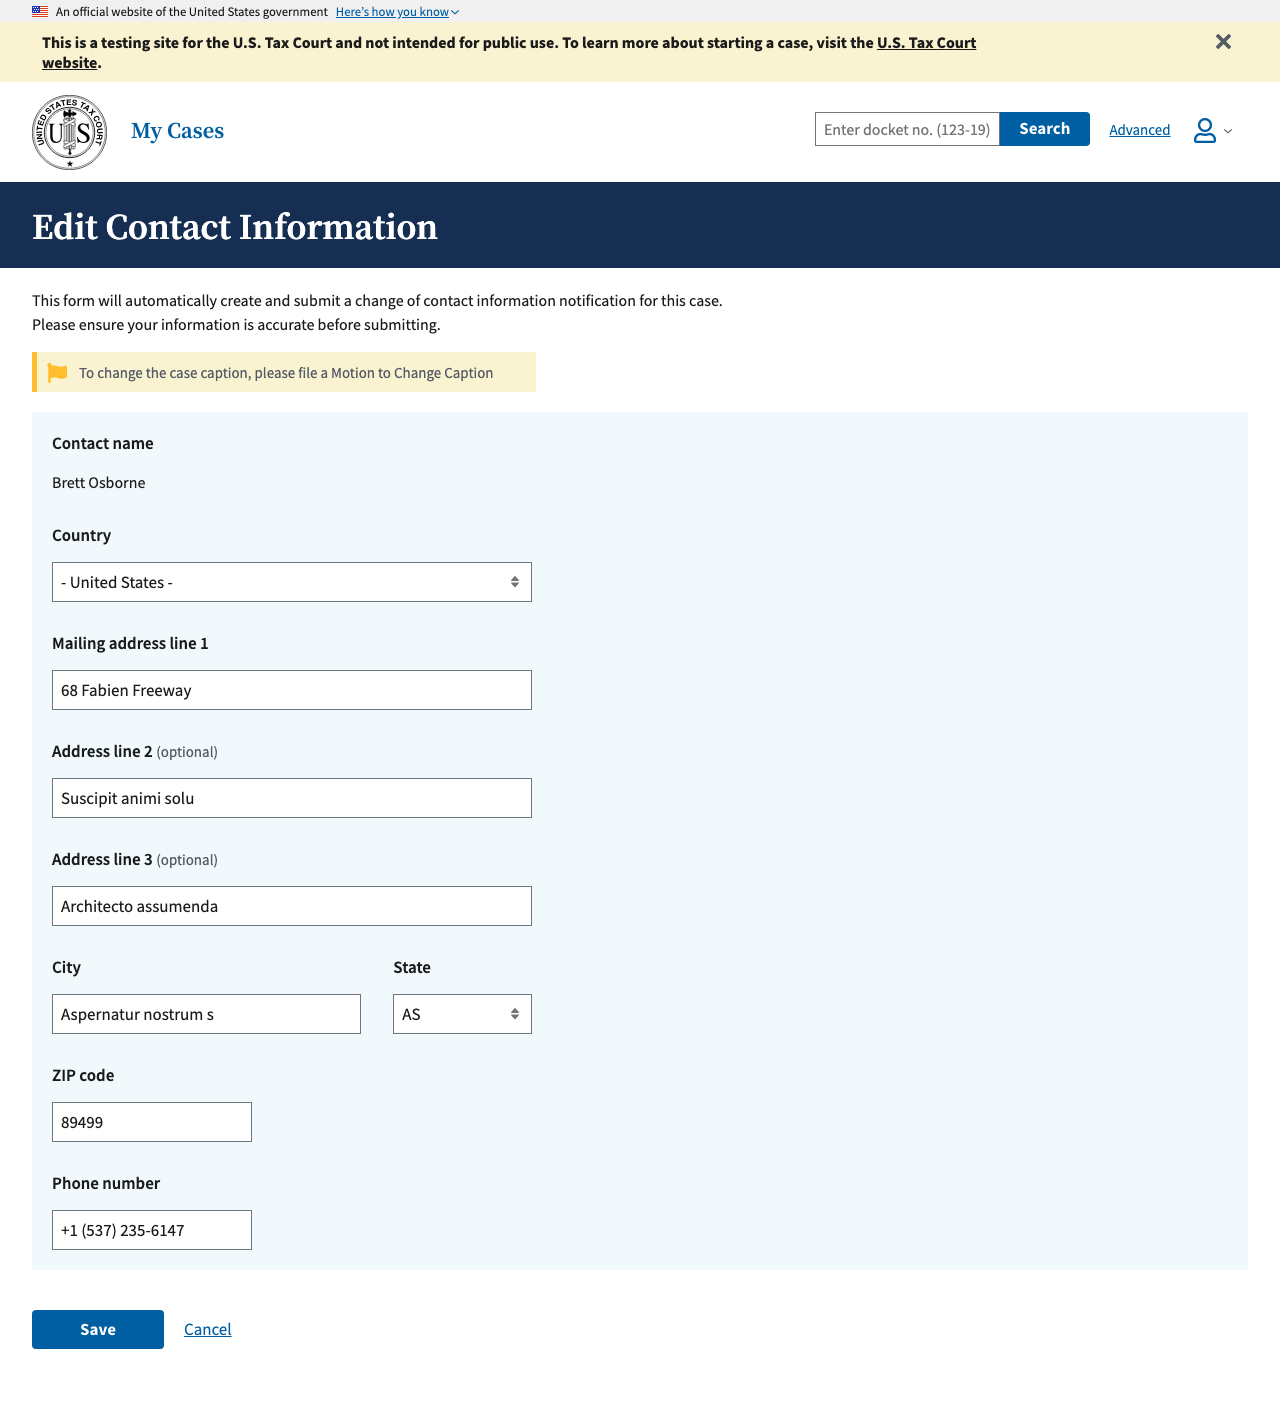 An official website of the United States government Here's how you know
This is a testing site for the U.S. Tax Court and not intended for public use. To learn more about starting a case, visit the U.S. Tax Court
website.
UNITED STATES TAX COURT
US
My Cases
Enter docket no. (123-19)
Search
Advanced
Edit Contact Information
This form will automatically create and submit a change of contact information notification for this case.
Please ensure your information is accurate before submitting.
To change the case caption, please file a Motion to Change Caption
Contact name
Brett Osborne
Country
- United States -
Mailing address line 1
68 Fabien Freeway
Address line 2 (optional)
Suscipit animi solu
Address line 3 (optional)
Architecto assumenda
City State
Aspernatur nostrum s AS
ZIP code
89499
Phone number
+1 (537) 235-6147
Save Cancel